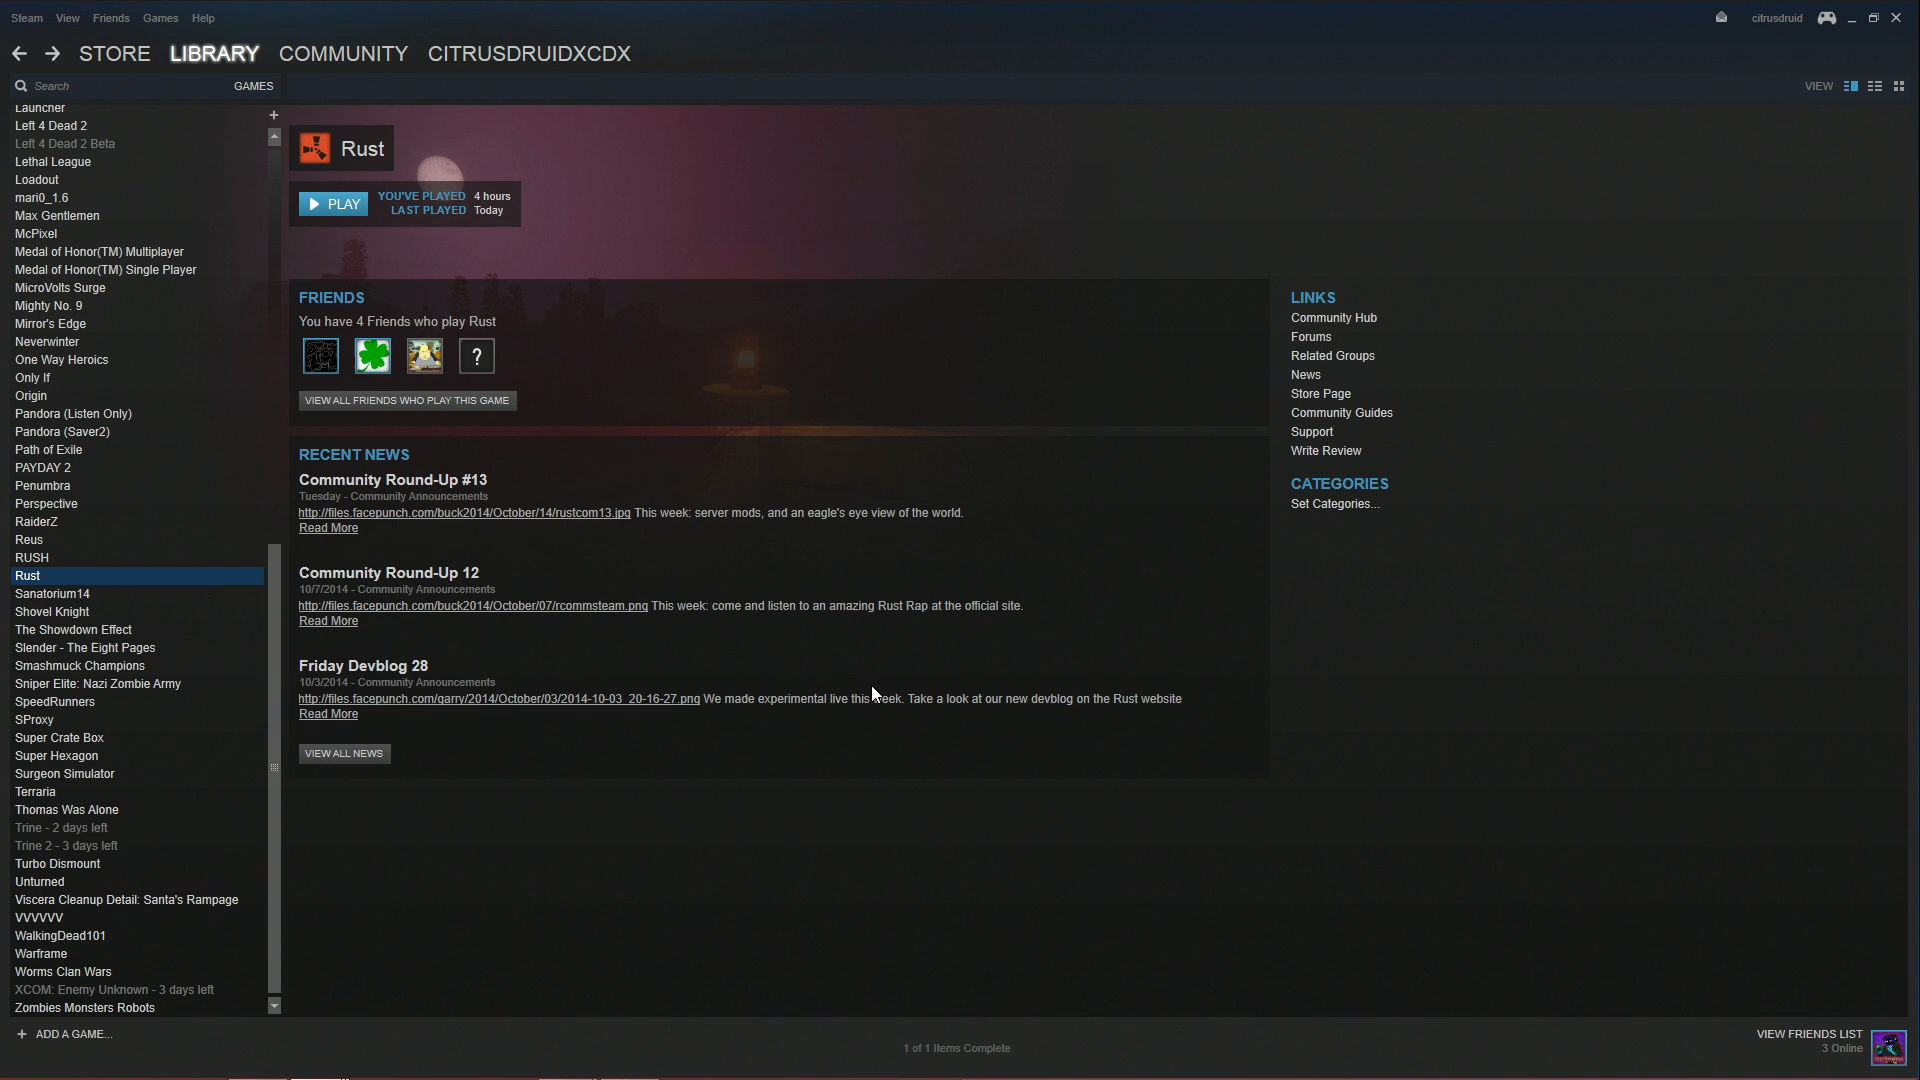 Steam View Friends Games Help
citrusdruid
STORE LIBRARY COMMUNITY CITRUSDRUIDXCDX
Search GAMES
VIEW
Launcher
Left 4 Dead 2
Left 4 Dead 2 Beta
Lethal League
Loadout
mari0_1.6
Max Gentlemen
McPixel
Medal of Honor(TM) Multiplayer
Medal of Honor(TM) Single Player
MicroVolts Surge
Mighty No. 9
Mirror's Edge
Neverwinter
One Way Heroics
Only If
Origin
Pandora (Listen Only)
Pandora (Saver2)
Path of Exile
PAYDAY 2
Penumbra
Perspective
RaiderZ
Reus
RUSH
Rust
Sanatorium14
Shovel Knight
The Showdown Effect
Slender - The Eight Pages
Smashmuck Champions
Sniper Elite: Nazi Zombie Army
SpeedRunners
SProxy
Super Crate Box
Super Hexagon
Surgeon Simulator
Terraria
Thomas Was Alone
Trine - 2 days left
Trine 2 - 3 days left
Turbo Dismount
Unturned
Viscera Cleanup Detail: Santa's Rampage
VVVVVV
WalkingDead101
Warframe
Worms Clan Wars
XCOM: Enemy Unknown - 3 days left
Zombies Monsters Robots
ADD A GAME...
Rust
PLAY
YOU'VE PLAYED 4 hours
LAST PLAYED Today
FRIENDS
You have 4 Friends who play Rust
?
VIEW ALL FRIENDS WHO PLAY THIS GAME
RECENT NEWS
Community Round-Up #13
Tuesday - Community Announcements
http://files.facepunch.com/buck2014/October/14/rustcom13.jpg This week: server mods, and an eagle's eye view of the world.
Read More
Community Round-Up 12
10/7/2014 - Community Announcements
http://files.facepunch.com/buck2014/October/07/rcommsteam.png This week: come and listen to an amazing Rust Rap at the official site.
Read More
Friday Devblog 28
10/3/2014 - Community Announcements
http://files.facepunch.com/garry/2014/October/03/2014-10-03_20-16-27.png We made experimental live this week. Take a look at our new devblog on the Rust website
Read More
VIEW ALL NEWS
LINKS
Community Hub
Forums
Related Groups
News
Store Page
Community Guides
Support
Write Review
CATEGORIES
Set Categories...
1 of 1 Items Complete
VIEW FRIENDS LIST
3 Online